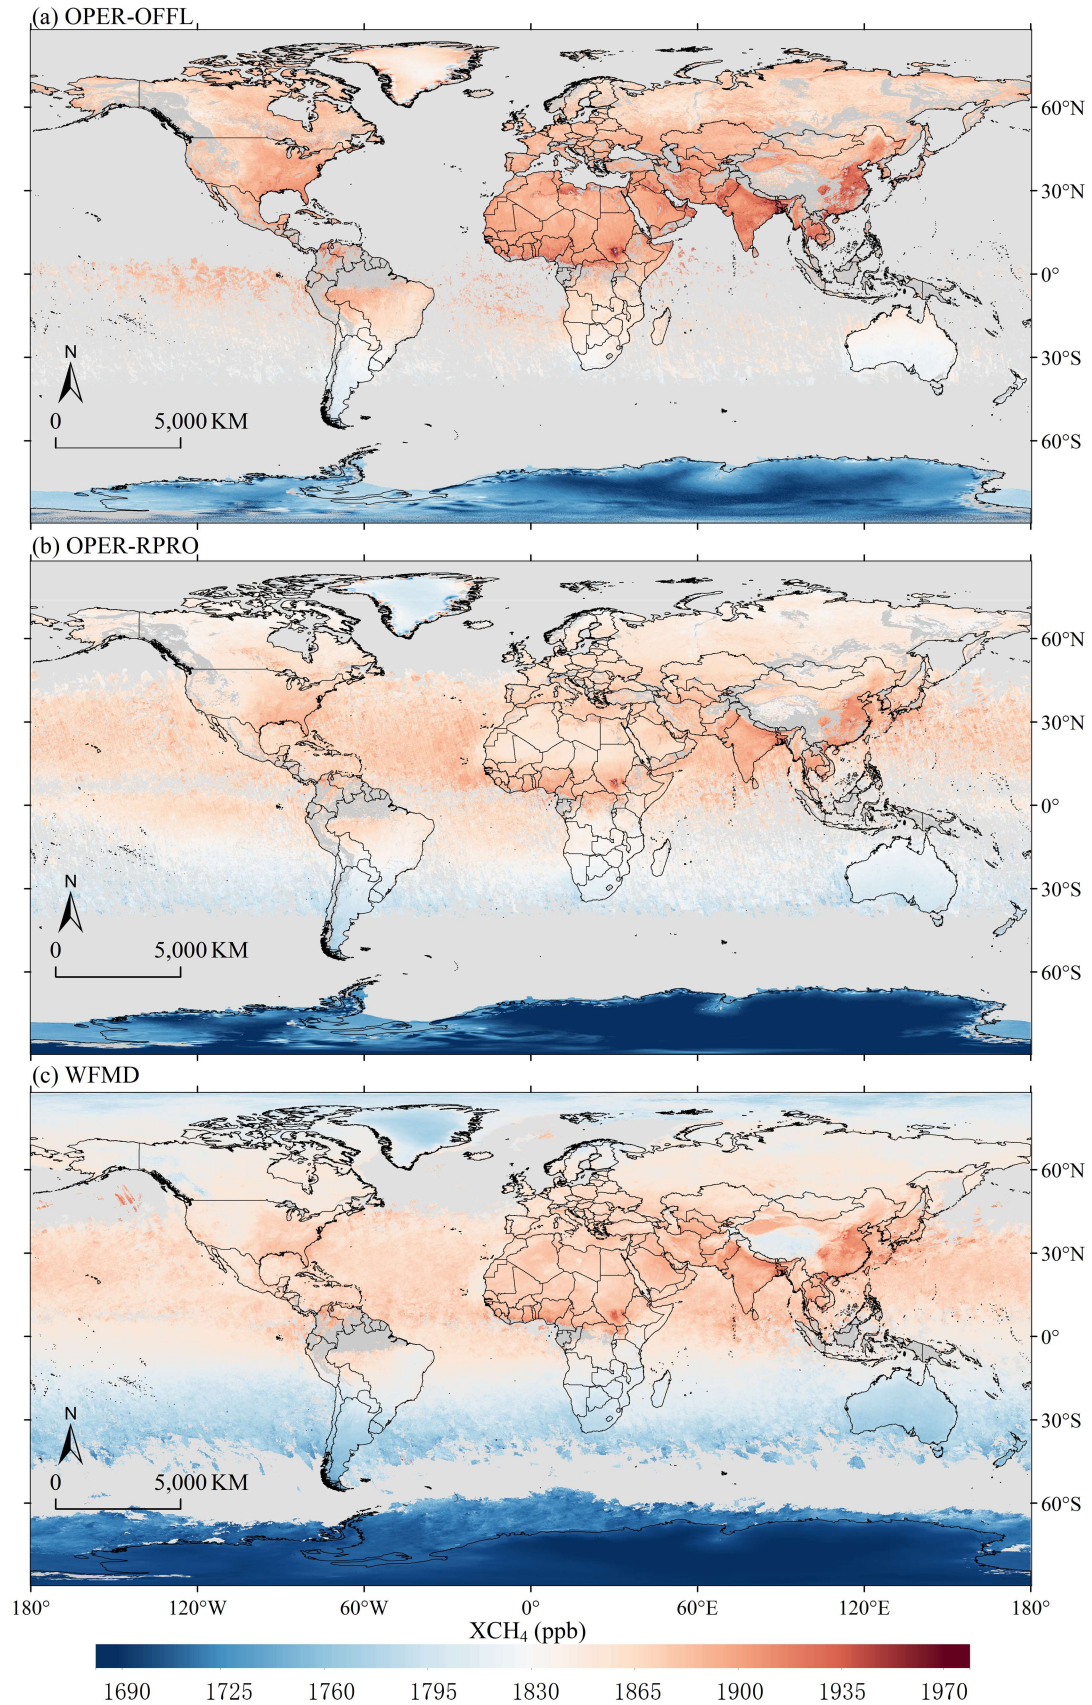 (a) OPER-OFFL
60°N
30°N
0°
30°S
60°S
N
0 5,000 KM
(b) OPER-RPRO
60°N
30°N
0°
30°S
60°S
N
0 5,000 KM
(c) WFMD
60°N
30°N
0°
30°S
60°S
N
0 5,000 KM
180° 120°W 60°W 0° 60°E 120°E 180°
XCH₄ (ppb)
1690 1725 1760 1795 1830 1865 1900 1935 1970